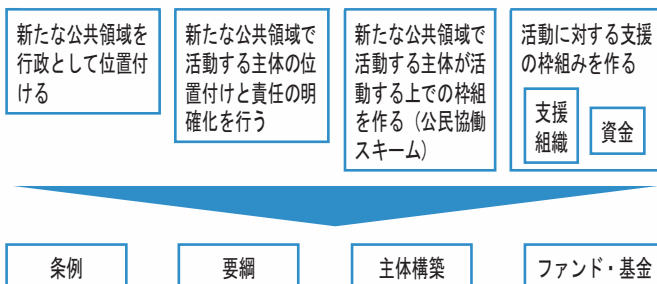 新たな公共領域を
行政として位置付
ける
新たな公共領域で
活動する主体の位
置付けと責任の明
確化を行う
新たな公共領域で
活動する主体が活
動する上での枠組
を作る（公民協働
スキーム）
活動に対する支援
の枠組みを作る
支援
組織
資金
条例
要綱
主体構築
ファンド・基金